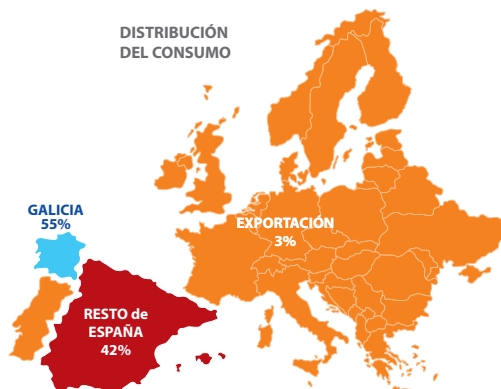 DISTRIBUCIÓN
DEL CONSUMO
GALICIA
55%
EXPORTACIÓN
3%
RESTO de
ESPAÑA
42%